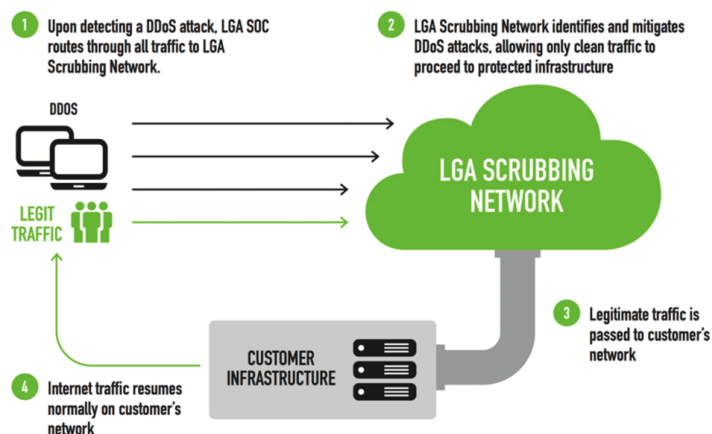 1 Upon detecting a DDoS attack, LGA SOC
routes through all traffic to LGA
Scrubbing Network.
2 LGA Scrubbing Network identifies and mitigates
DDoS attacks, allowing only clean traffic to
proceed to protected infrastructure
DDOS
LGA SCRUBBING
NETWORK
LEGIT
TRAFFIC
3 Legitimate traffic is
passed to customer's
network
CUSTOMER
INFRASTRUCTURE
4 Internet traffic resumes
normally on customer's
network